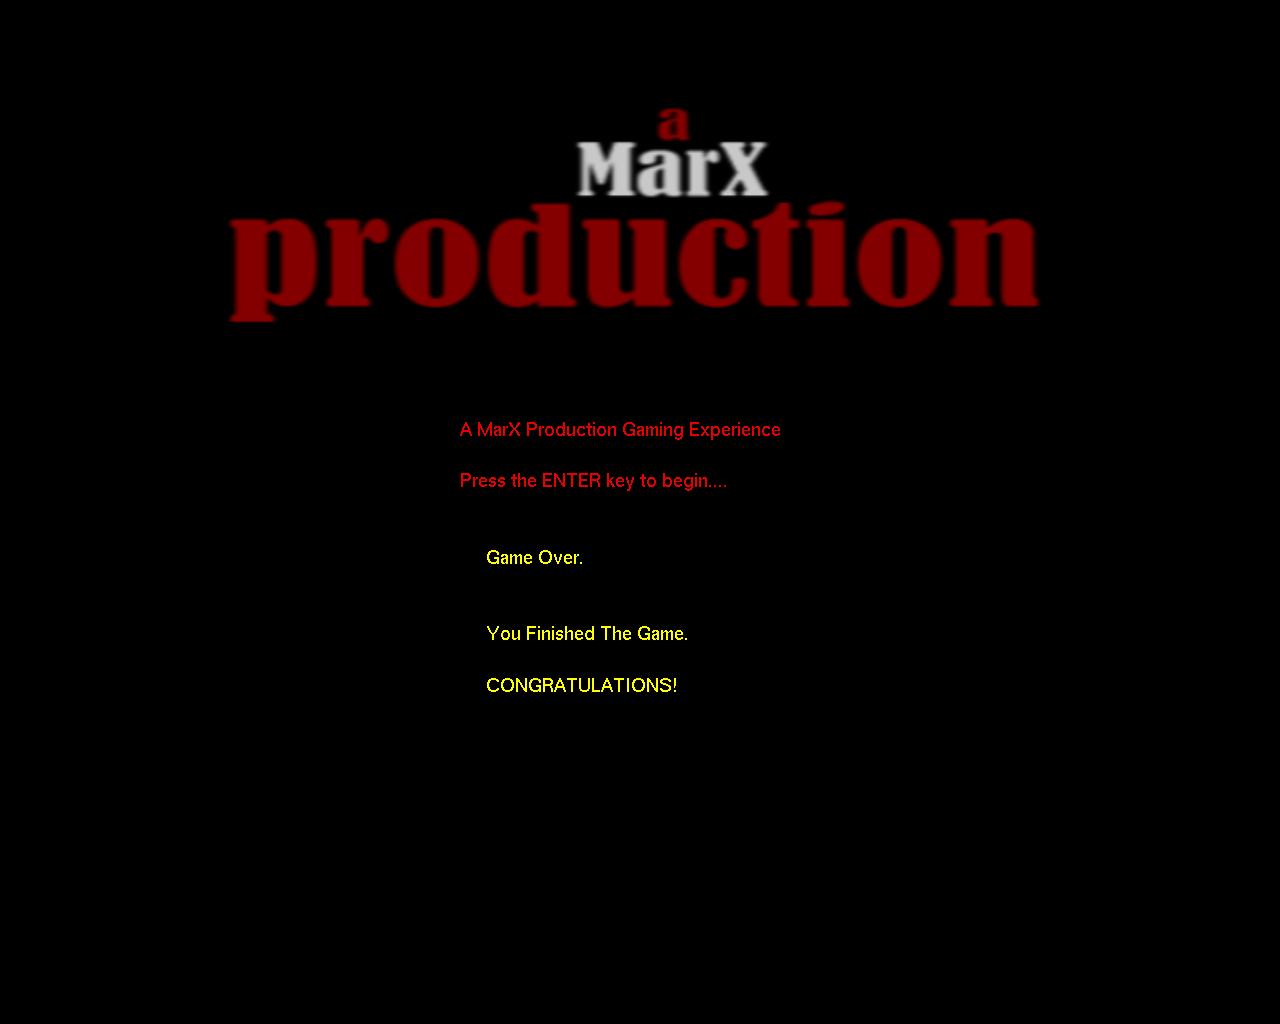 a
MarX
production
A MarX Production Gaming Experience
Press the ENTER key to begin....
Game Over.
You Finished The Game.
CONGRATULATIONS!